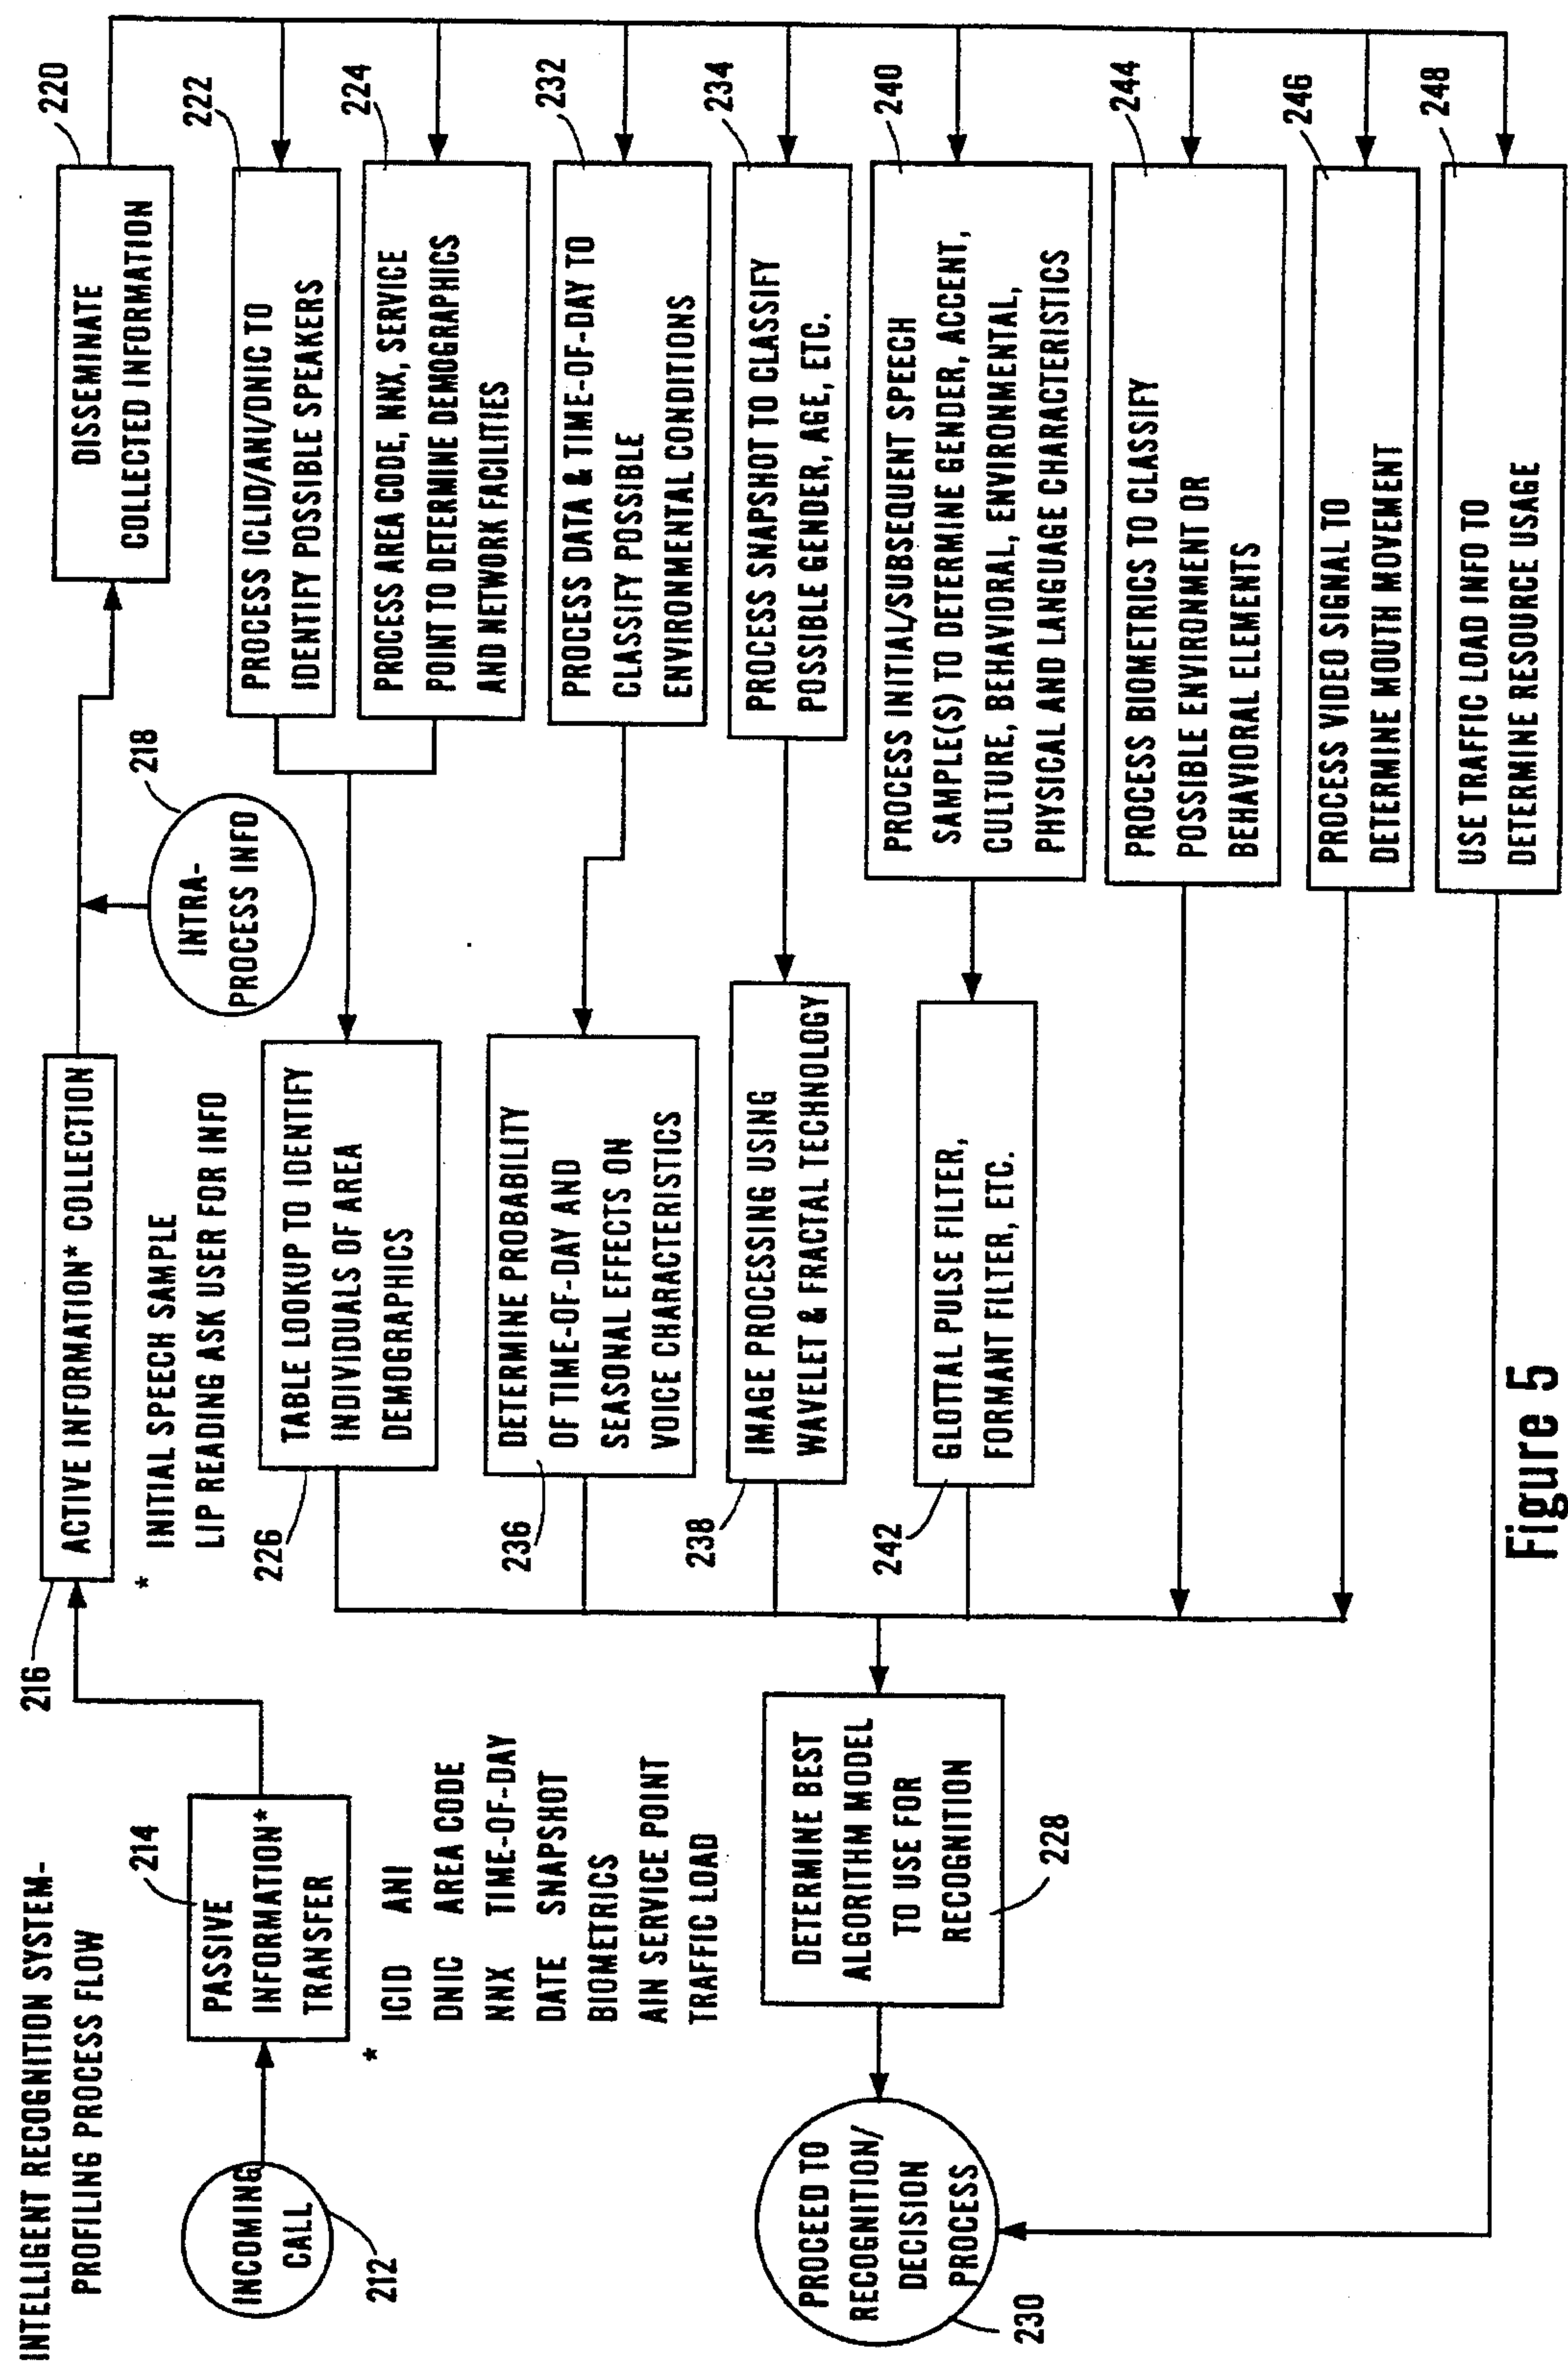 INTELLIGENT RECOGNITION SYSTEM-
PROFILING PROCESS FLOW
INCOMING
CALL
212
214
PASSIVE
INFORMATION*
TRANSFER
*
ICID ANI
DNIC AREA CODE
NNX TIME-OF-DAY
DATE SNAPSHOT
BIOMETRICS
AIN SERVICE POINT
TRAFFIC LOAD
216
ACTIVE INFORMATION* COLLECTION
*
INITIAL SPEECH SAMPLE
LIP READING ASK USER FOR INFO
218
INTRA-
PROCESS INFO
220
DISSEMINATE
COLLECTED INFORMATION
222
PROCESS ICLID/ANI/DNIC TO
IDENTIFY POSSIBLE SPEAKERS
224
PROCESS AREA CODE, NNX, SERVICE
POINT TO DETERMINE DEMOGRAPHICS
AND NETWORK FACILITIES
226
TABLE LOOKUP TO IDENTIFY
INDIVIDUALS OF AREA
DEMOGRAPHICS
232
PROCESS DATA & TIME-OF-DAY TO
CLASSIFY POSSIBLE
ENVIRONMENTAL CONDITIONS
236
DETERMINE PROBABILITY
OF TIME-OF-DAY AND
SEASONAL EFFECTS ON
VOICE CHARACTERISTICS
234
PROCESS SNAPSHOT TO CLASSIFY
POSSIBLE GENDER, AGE, ETC.
238
IMAGE PROCESSING USING
WAVELET & FRACTAL TECHNOLOGY
240
PROCESS INITIAL/SUBSEQUENT SPEECH
SAMPLE(S) TO DETERMINE GENDER, ACCENT,
CULTURE, BEHAVIORAL, ENVIRONMENTAL,
PHYSICAL AND LANGUAGE CHARACTERISTICS
242
GLOTTAL PULSE FILTER,
FORMANT FILTER, ETC.
244
PROCESS BIOMETRICS TO CLASSIFY
POSSIBLE ENVIRONMENT OR
BEHAVIORAL ELEMENTS
246
PROCESS VIDEO SIGNAL TO
DETERMINE MOUTH MOVEMENT
248
USE TRAFFIC LOAD INFO TO
DETERMINE RESOURCE USAGE
DETERMINE BEST
ALGORITHM MODEL
TO USE FOR
RECOGNITION
228
PROCEED TO
RECOGNITION/
DECISION
PROCESS
230
Figure 5